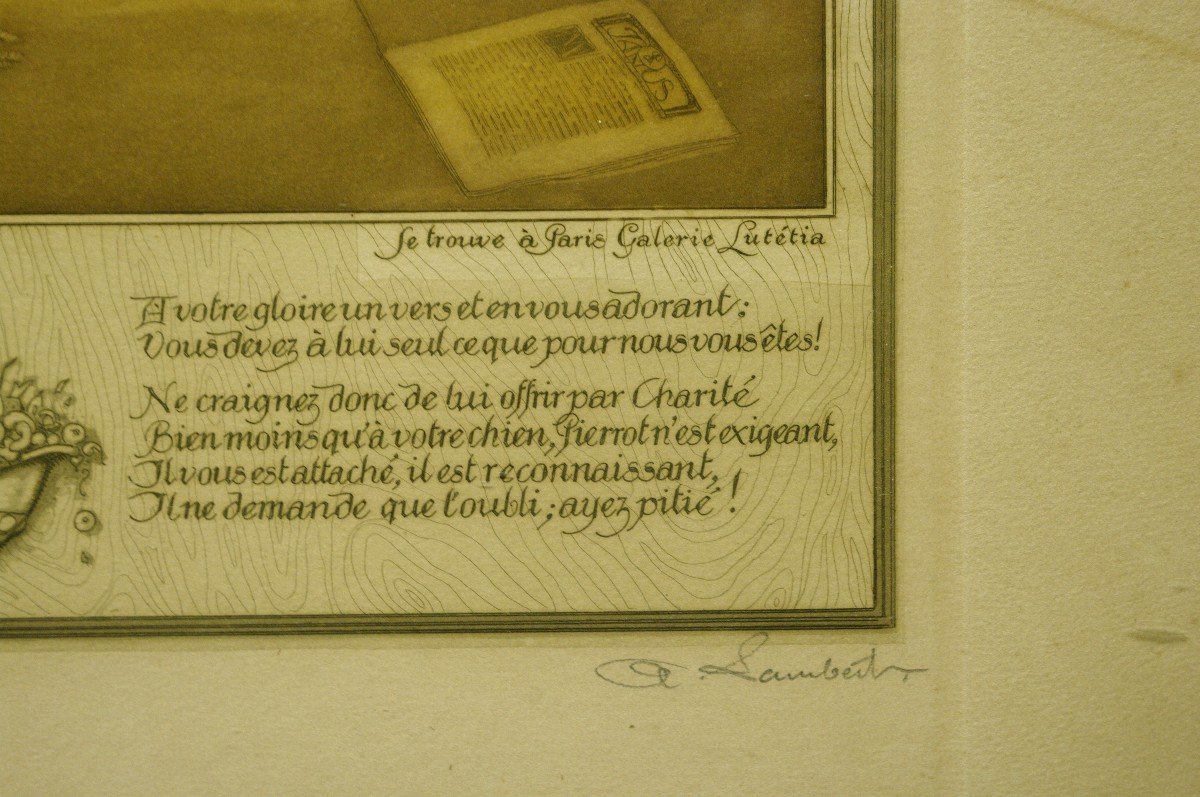 Se trouve à Paris Galerie Lutétia
A votre gloire un vers et en vous adorant;
Vous devez à lui seul ce que pour nous vous êtes!
Ne craignez donc de lui offrir par Charité
Bien moins qu'à votre chien, Pierrot n'est exigeant,
Il vous est attaché, il est reconnaissant,
Il ne demande que l'oubli; ayez pitié!
A. Lambert